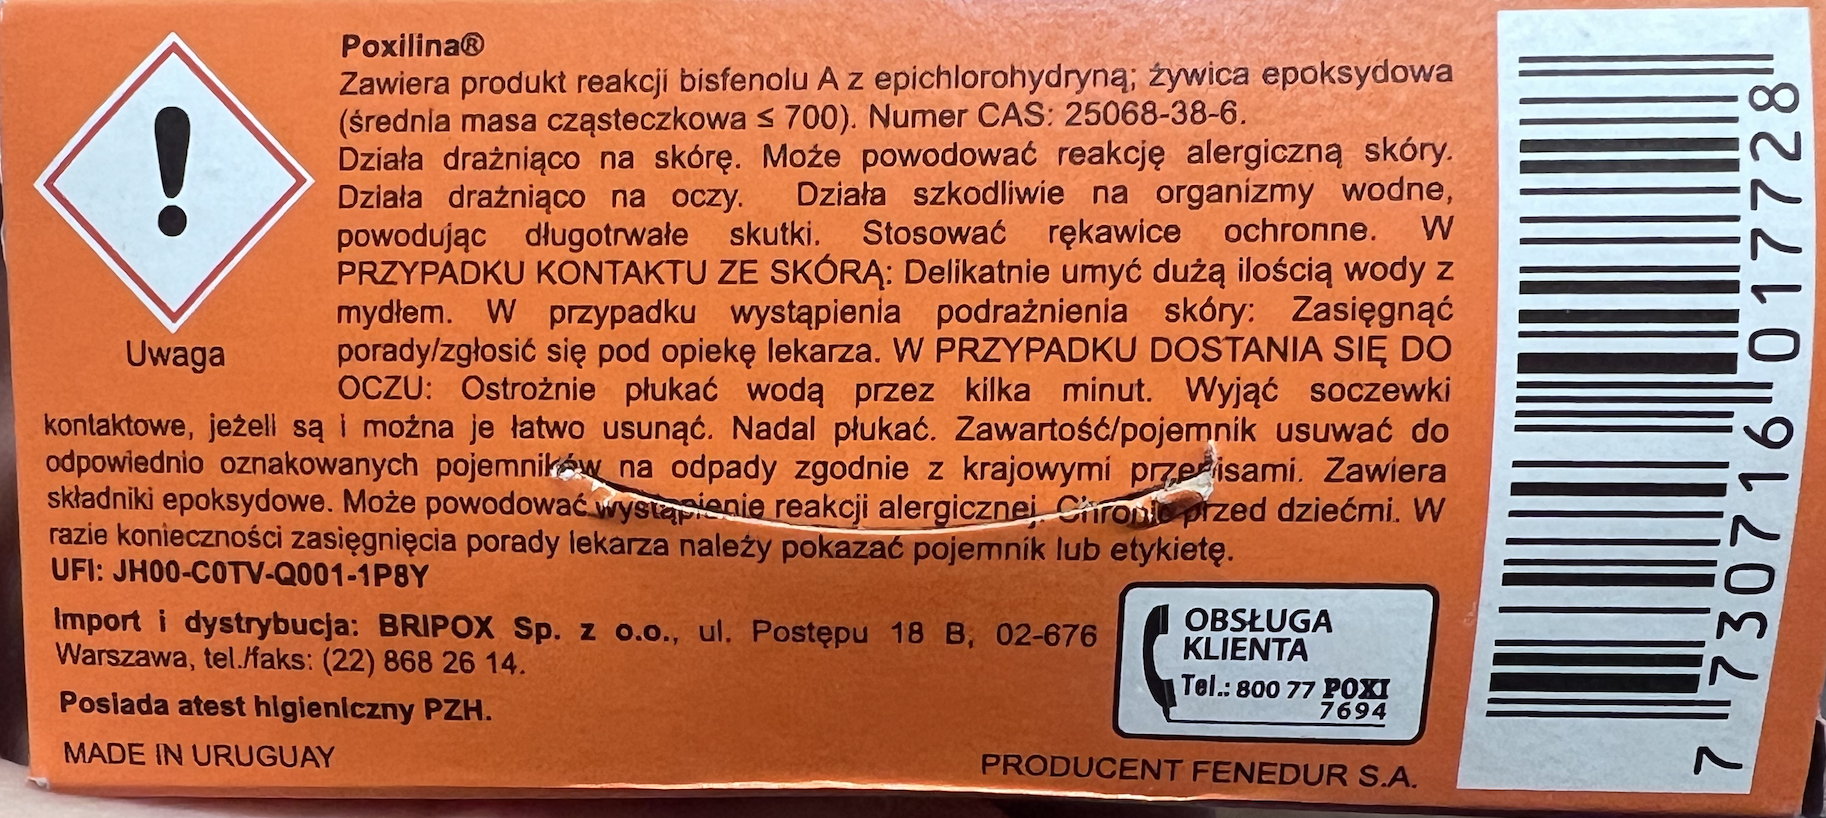 Poxilina®
Zawiera produkt reakcji bisfenolu A z epichlorohydryną; żywica epoksydowa
(średnia masa cząsteczkowa ≤ 700). Numer CAS: 25068-38-6.
Działa drażniąco na skórę. Może powodować reakcję alergiczną skóry.
Działa drażniąco na oczy. Działa szkodliwie na organizmy wodne,
powodując długotrwałe skutki. Stosować rękawice ochronne. W
PRZYPADKU KONTAKTU ZE SKÓRĄ: Delikatnie umyć dużą ilością wody z
mydłem. W przypadku wystąpienia podrażnienia skóry: Zasięgnąć
porady/zgłosić się pod opiekę lekarza. W PRZYPADKU DOSTANIA SIĘ DO
OCZU: Ostrożnie płukać wodą przez kilka minut. Wyjąć soczewki
kontaktowe, jeżeli są i można je łatwo usunąć. Nadal płukać. Zawartość/pojemnik usuwać do
odpowiednio oznakowanych pojemników na odpady zgodnie z krajowymi przepisami. Zawiera
składniki epoksydowe. Może powodować wystąpienie reakcji alergicznej. Chronić przed dziećmi. W
razie konieczności zasięgnięcia porady lekarza należy pokazać pojemnik lub etykietę.
UFI: JH00-C0TV-Q001-1P8Y
Uwaga
Import i dystrybucja: BRIPOX Sp. z o.o., ul. Postępu 18 B, 02-676
Warszawa, tel./faks: (22) 868 26 14.
Posiada atest higieniczny PZH.
MADE IN URUGUAY
OBSŁUGA
KLIENTA
Tel.: 800 77 POXI
7694
PRODUCENT FENEDUR S.A.
7 730716 017728